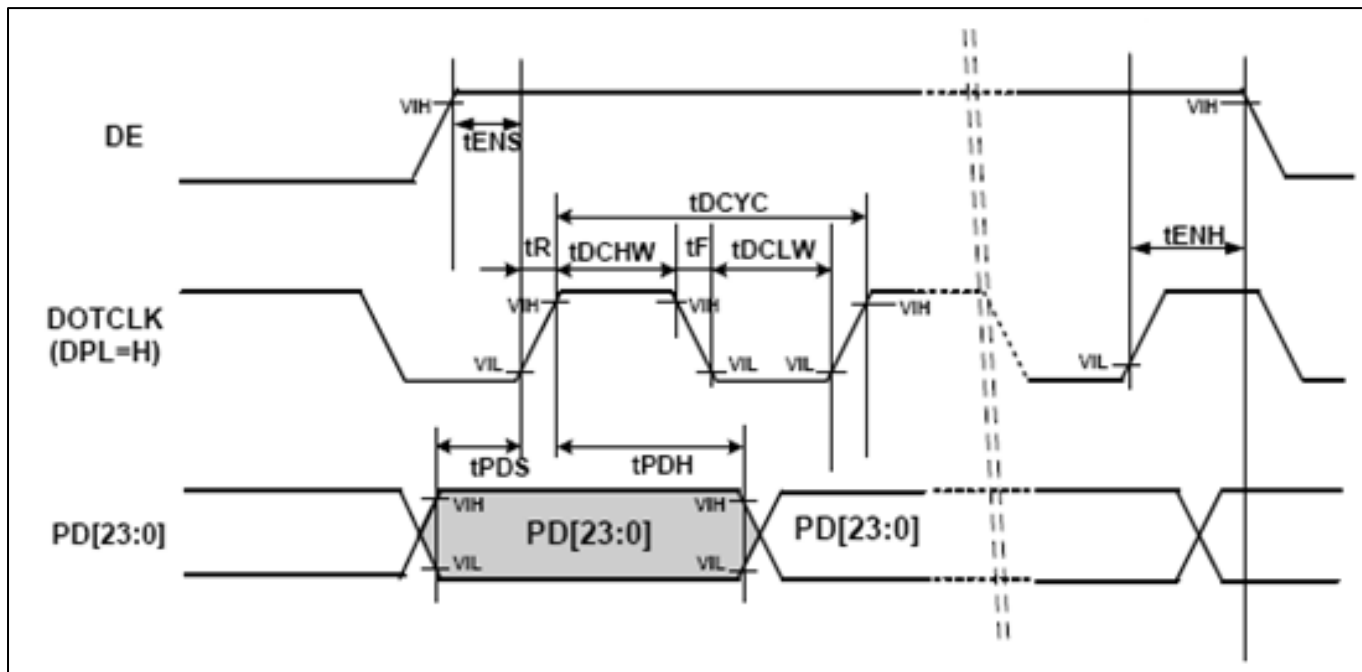 VIH
VIH
DE
tENS
tDCYC
tENH
tR
tDCHW
tF
tDCLW
VIH
VIH
VIH
DOTCLK
(DPL=H)
VIL
VIL
VIL
VIL
tPDS
tPDH
VIH
VIH
PD[23:0]
PD[23:0]
PD[23:0]
VIL
VIL